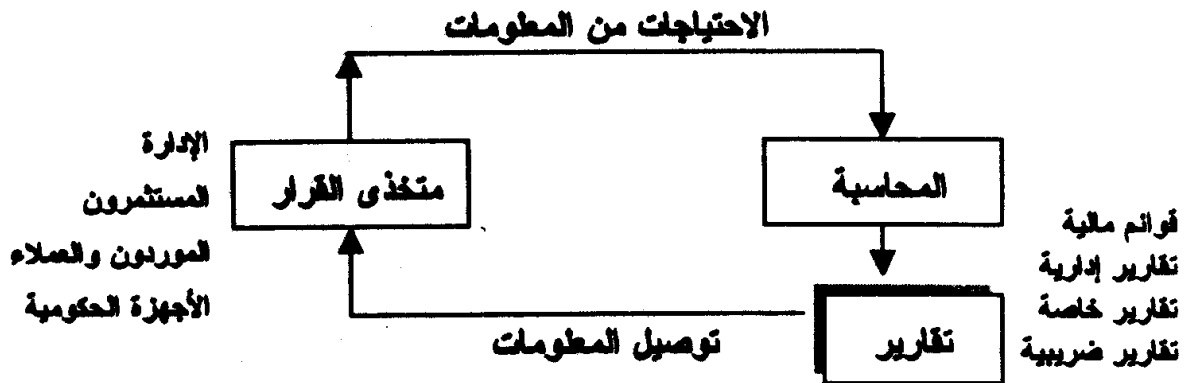 الاحتياجات من المعلومات
متخذى القرار
الإدارة
المستثمرون
الموردون والعملاء
الأجهزة الحكومية
المحاسبة
تقارير
قوائم مالية
تقارير إدارية
تقارير خاصة
تقارير ضريبية
توصيل المعلومات